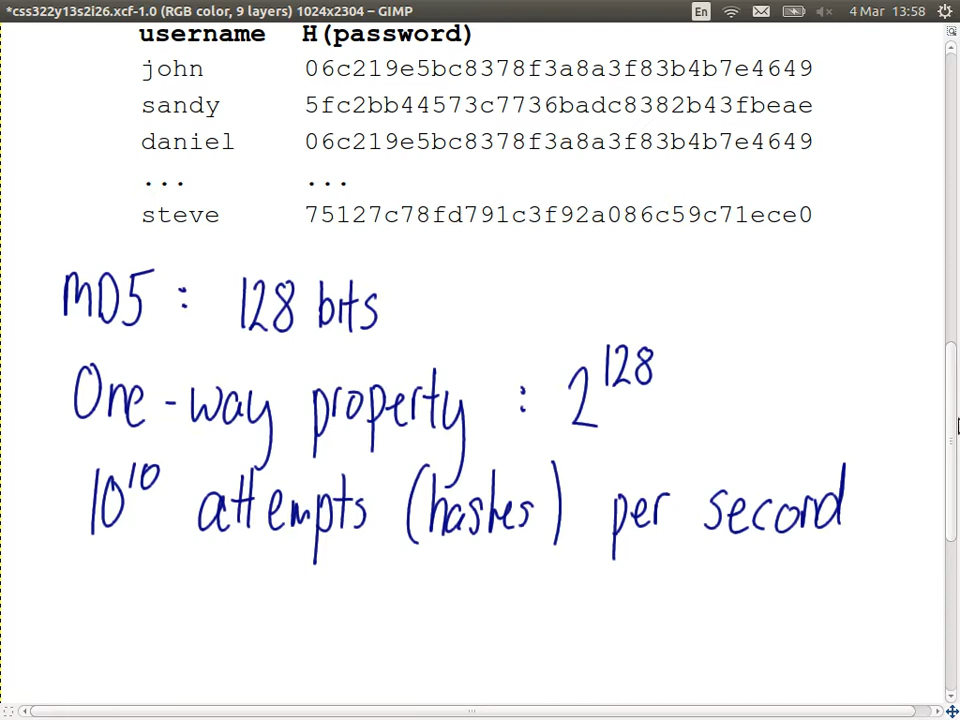 *css322y13s2i26.xcf-1.0 (RGB color, 9 layers) 1024x2304 – GIMP En 4 Mar 13:58
username H(password)
john 06c219e5bc8378f3a8a3f83b4b7e4649
sandy 5fc2bb44573c7736badc8382b43fbeae
daniel 06c219e5bc8378f3a8a3f83b4b7e4649
... ...
steve 75127c78fd791c3f92a086c59c71ece0
MD5 : 128 bits
One-way property : 2^128
10^10 attempts (hashes) per second